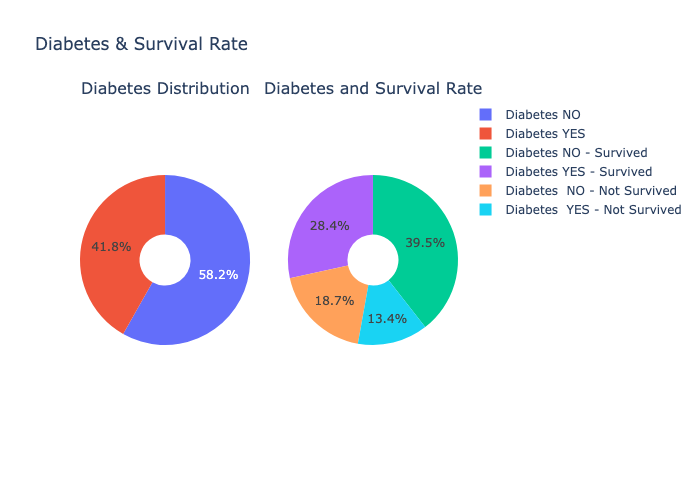 Diabetes & Survival Rate
Diabetes Distribution
Diabetes and Survival Rate
Diabetes NO
Diabetes YES
Diabetes NO - Survived
Diabetes YES - Survived
Diabetes  NO - Not Survived
Diabetes  YES - Not Survived
41.8%
58.2%
28.4%
39.5%
18.7%
13.4%